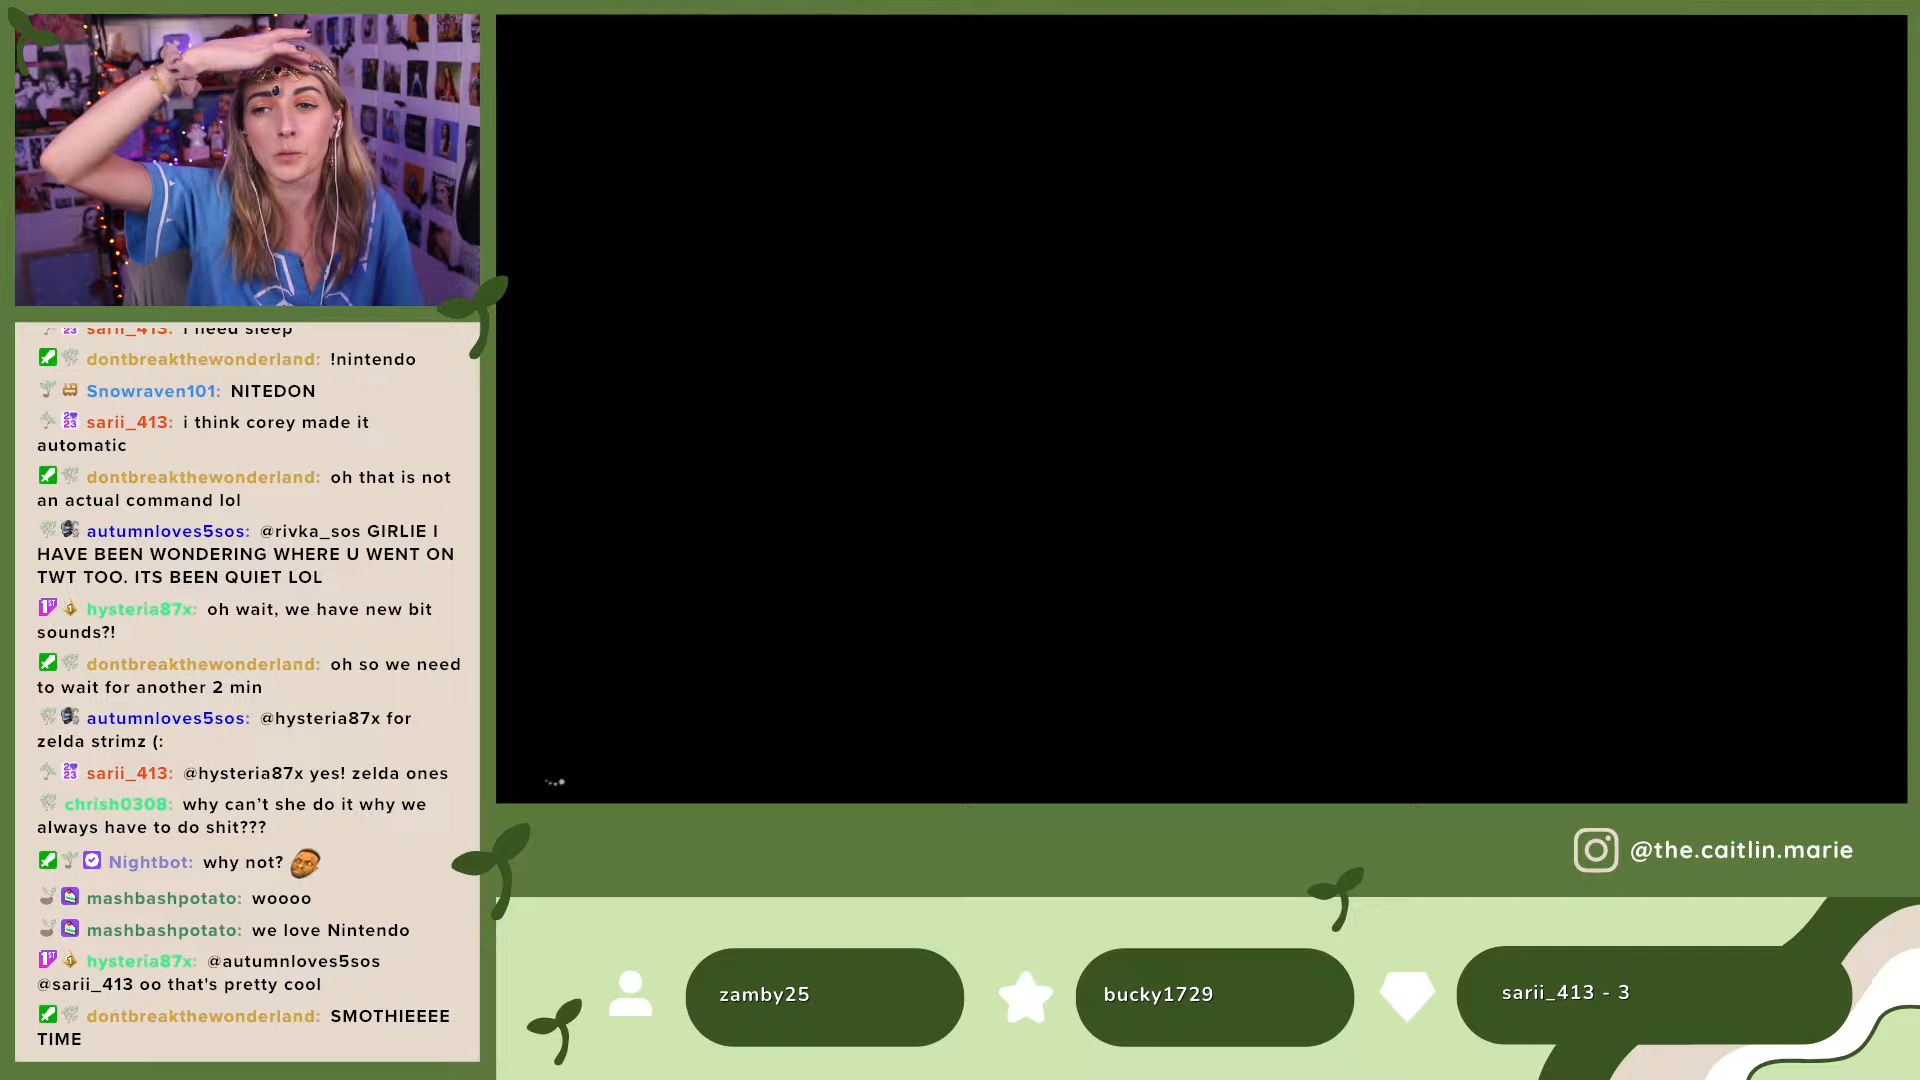 sarii_413: i need sleep
dontbreakthewonderland: !nintendo
Snowraven101: NITEDON
sarii_413: i think corey made it
automatic
dontbreakthewonderland: oh that is not
an actual command lol
autumnloves5sos: @rivka_sos GIRLIE I
HAVE BEEN WONDERING WHERE U WENT ON
TWT TOO. ITS BEEN QUIET LOL
hysteria87x: oh wait, we have new bit
sounds?!
dontbreakthewonderland: oh so we need
to wait for another 2 min
autumnloves5sos: @hysteria87x for
zelda strimz (:
sarii_413: @hysteria87x yes! zelda ones
chrish0308: why can’t she do it why we
always have to do shit???
Nightbot: why not?
mashbashpotato: woooo
mashbashpotato: we love Nintendo
hysteria87x: @autumnloves5sos
@sarii_413 oo that's pretty cool
dontbreakthewonderland: SMOTHIEEEE
TIME
@the.caitlin.marie
zamby25
bucky1729
sarii_413 - 3